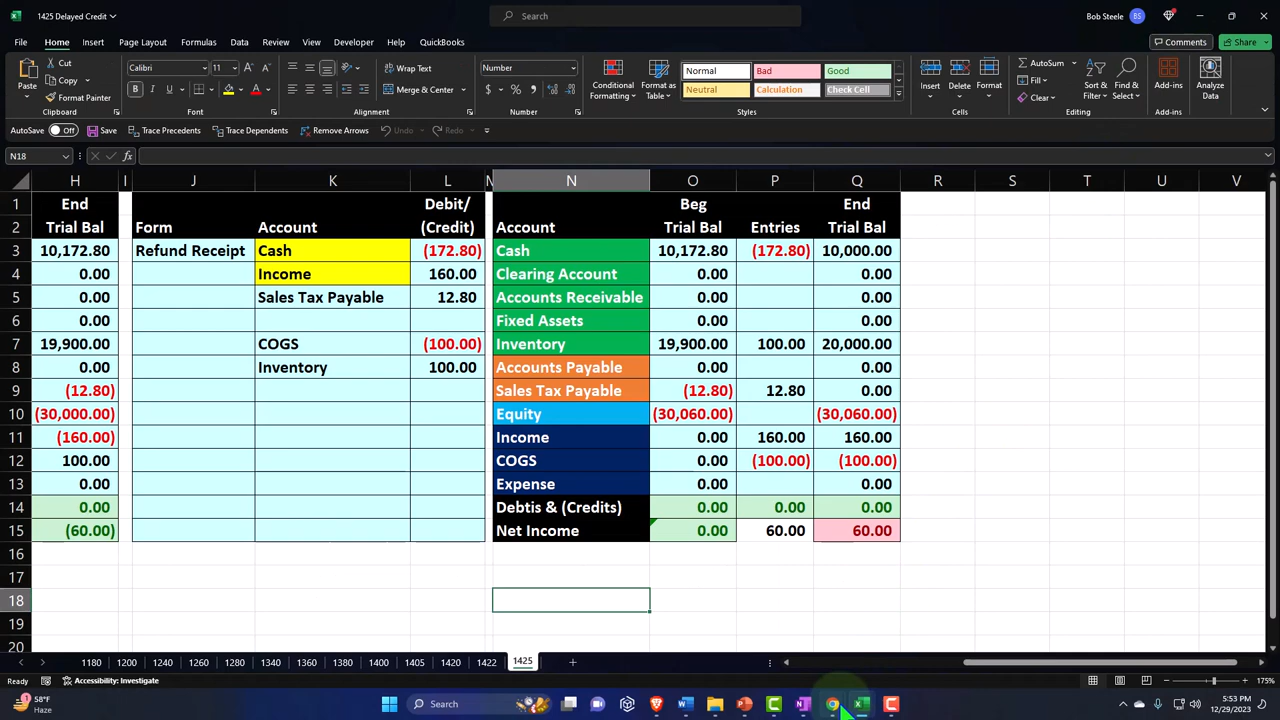 1425 Delayed Credit
Search
Bob Steele BS
File Home Insert Page Layout Formulas Data Review View Developer Help QuickBooks
Comments Share
Cut
Copy
Format Painter
Paste
Clipboard
Calibri 11
B I U
Font
Wrap Text
Merge & Center
Alignment
Number
$ % ,
Number
Conditional Formatting
Format as Table
Normal Bad Good
Neutral Calculation Check Cell
Styles
Insert Delete Format
Cells
AutoSum
Fill
Clear
Sort & Filter
Find & Select
Editing
Add-ins
Add-ins
Analyze Data
AutoSave Off Save Trace Precedents Trace Dependents Remove Arrows Undo Redo
N18 fx
H I J K L M N O P Q R S T U V
1 End Debit/ Beg End
2 Trial Bal Form Account (Credit) Account Trial Bal Entries Trial Bal
3 10,172.80 Refund Receipt Cash (172.80) Cash 10,172.80 (172.80) 10,000.00
4 0.00 Income 160.00 Clearing Account 0.00 0.00
5 0.00 Sales Tax Payable 12.80 Accounts Receivable 0.00 0.00
6 0.00 Fixed Assets 0.00 0.00
7 19,900.00 COGS (100.00) Inventory 19,900.00 100.00 20,000.00
8 0.00 Inventory 100.00 Accounts Payable 0.00 0.00
9 (12.80) Sales Tax Payable (12.80) 12.80 0.00
10 (30,000.00) Equity (30,060.00) (30,060.00)
11 (160.00) Income 0.00 160.00 160.00
12 100.00 COGS 0.00 (100.00) (100.00)
13 0.00 Expense 0.00 0.00
14 0.00 Debtis & (Credits) 0.00 0.00 0.00
15 (60.00) Net Income 0.00 60.00 60.00
16
17
18
19
20
1180 1200 1240 1260 1280 1340 1360 1380 1400 1405 1420 1422 1425
Ready Accessibility: Investigate 175%
1 58°F
Haze
Search
5:53 PM
12/29/2023